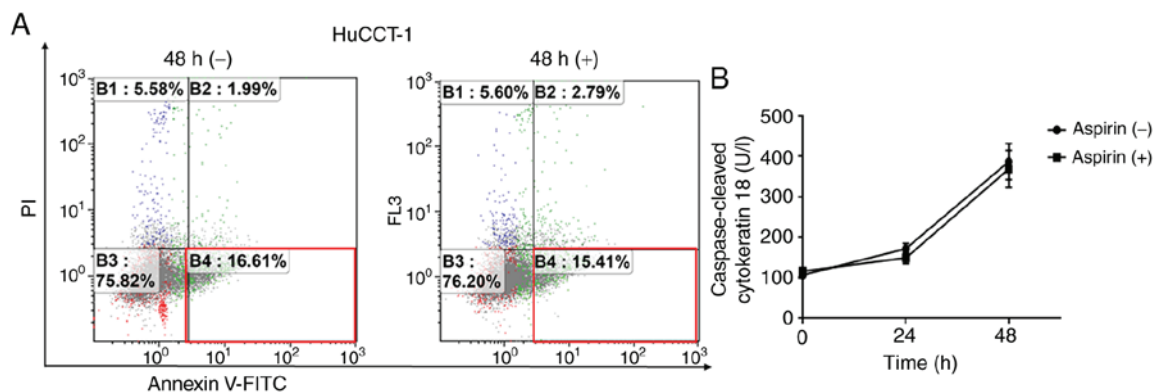 A
HuCCT-1
48 h (–)
48 h (+)
B1 : 5.58%
B2 : 1.99%
B3 :
75.82%
B4 : 16.61%
10³
10²
10¹
10⁰
10⁰
10¹
10²
10³
PI
B1 : 5.60%
B2 : 2.79%
B3 :
76.20%
B4 : 15.41%
10³
10²
10¹
10⁰
10⁰
10¹
10²
10³
FL3
Annexin V-FITC
B
Caspase-cleaved
cytokeratin 18 (U/l)
500
400
300
200
100
0
0
24
48
Time (h)
Aspirin (–)
Aspirin (+)